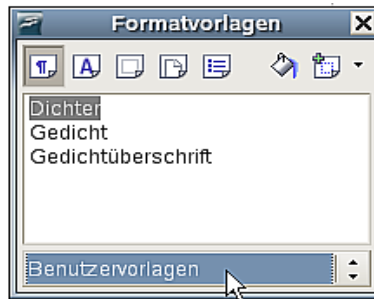 Formatvorlagen
Dichter
Gedicht
Gedichtüberschrift
Benutzervorlagen